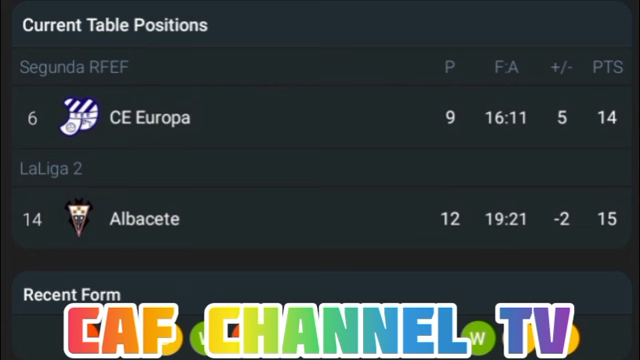 Current Table Positions
Segunda RFEF P F:A +/- PTS
6 CE Europa 9 16:11 5 14
LaLiga 2
14 Albacete 12 19:21 -2 15
Recent Form
W W
CAF CHANNEL TV